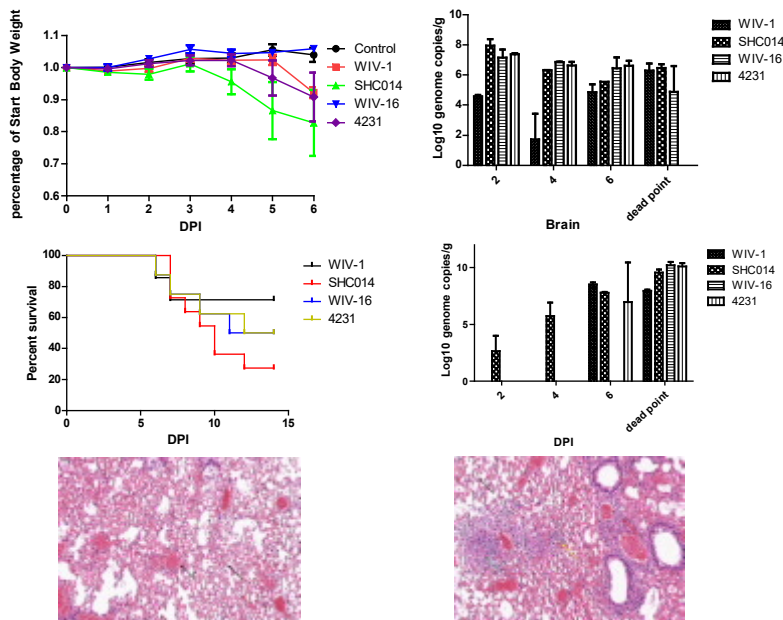 percentage of Start Body Weight
1.1
1.0
0.9
0.8
0.7
0.6
0
1
2
3
4
5
6
DPI
Control
WIV-1
SHC014
WIV-16
4231
Log10 genome copies/g
10
8
6
4
2
0
2
4
6
dead point
WIV-1
SHC014
WIV-16
4231
Percent survival
100
80
60
40
20
0
0
5
10
15
DPI
WIV-1
SHC014
WIV-16
4231
Brain
Log10 genome copies/g
10
5
0
2
4
6
dead point
DPI
WIV-1
SHC014
WIV-16
4231